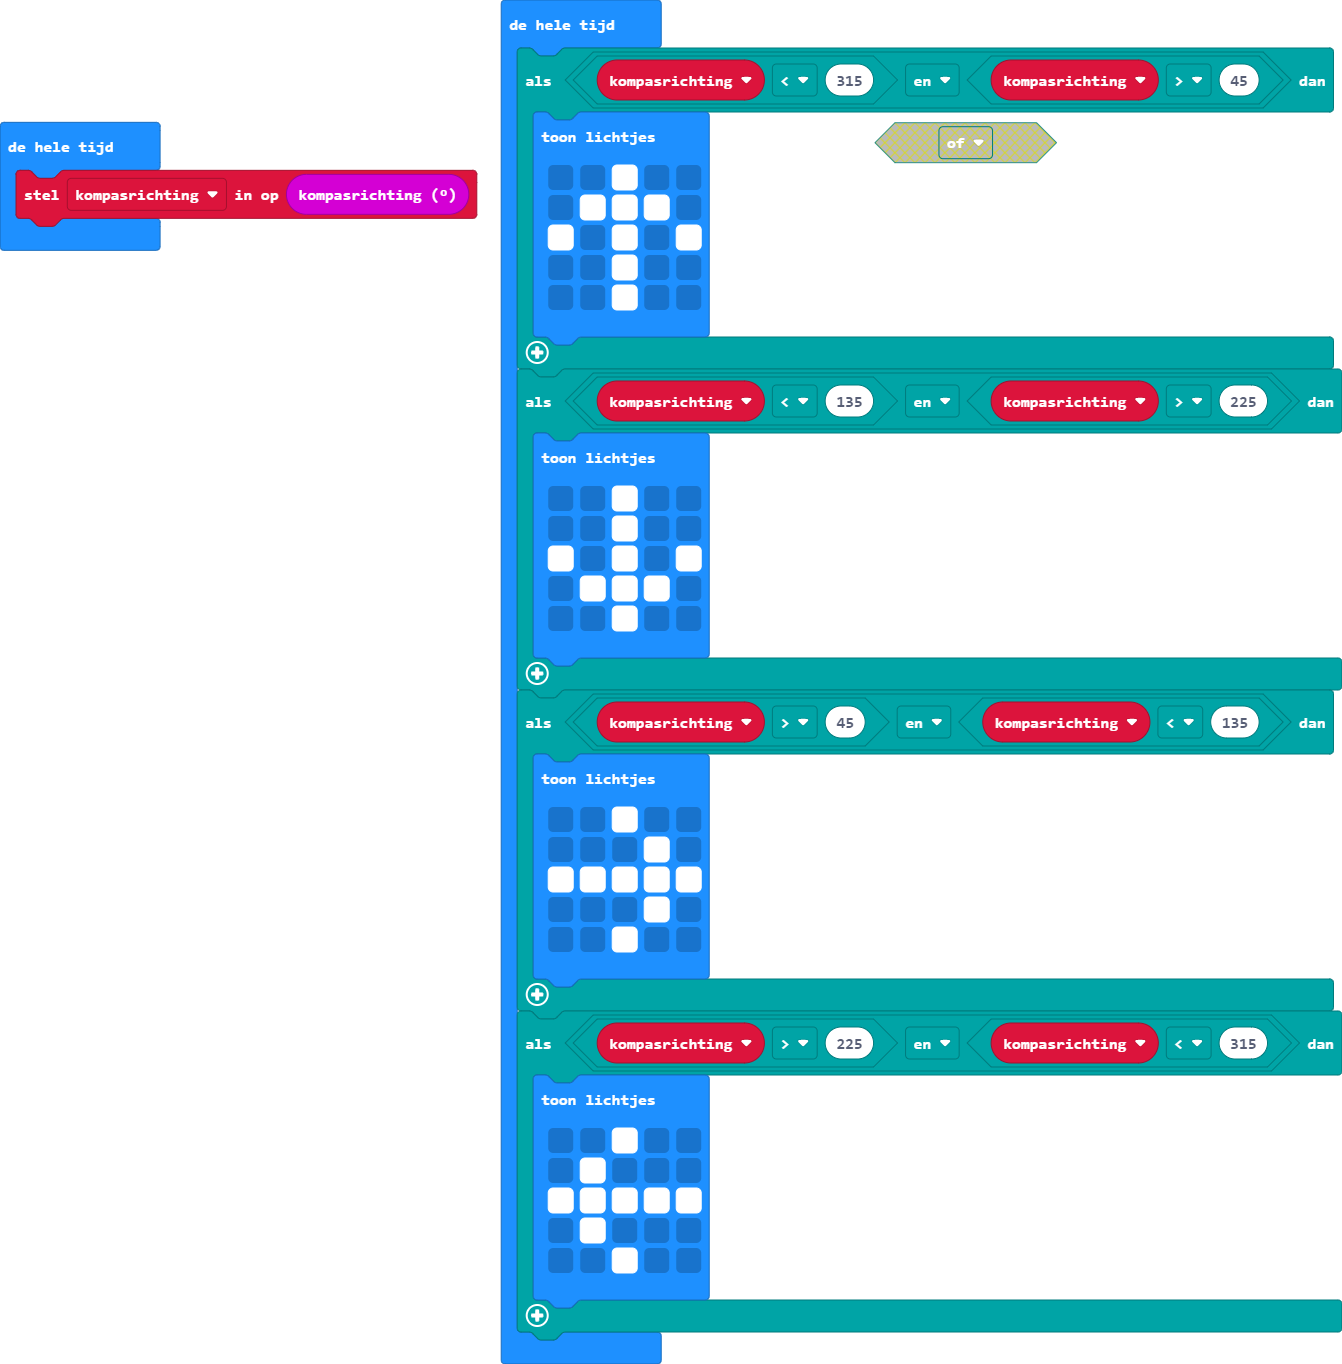 de hele tijd
stel kompasrichting in op kompasrichting (°)
de hele tijd
als kompasrichting < 315 en kompasrichting > 45 dan
of
toon lichtjes
als kompasrichting < 135 en kompasrichting > 225 dan
toon lichtjes
als kompasrichting > 45 en kompasrichting < 135 dan
toon lichtjes
als kompasrichting > 225 en kompasrichting < 315 dan
toon lichtjes